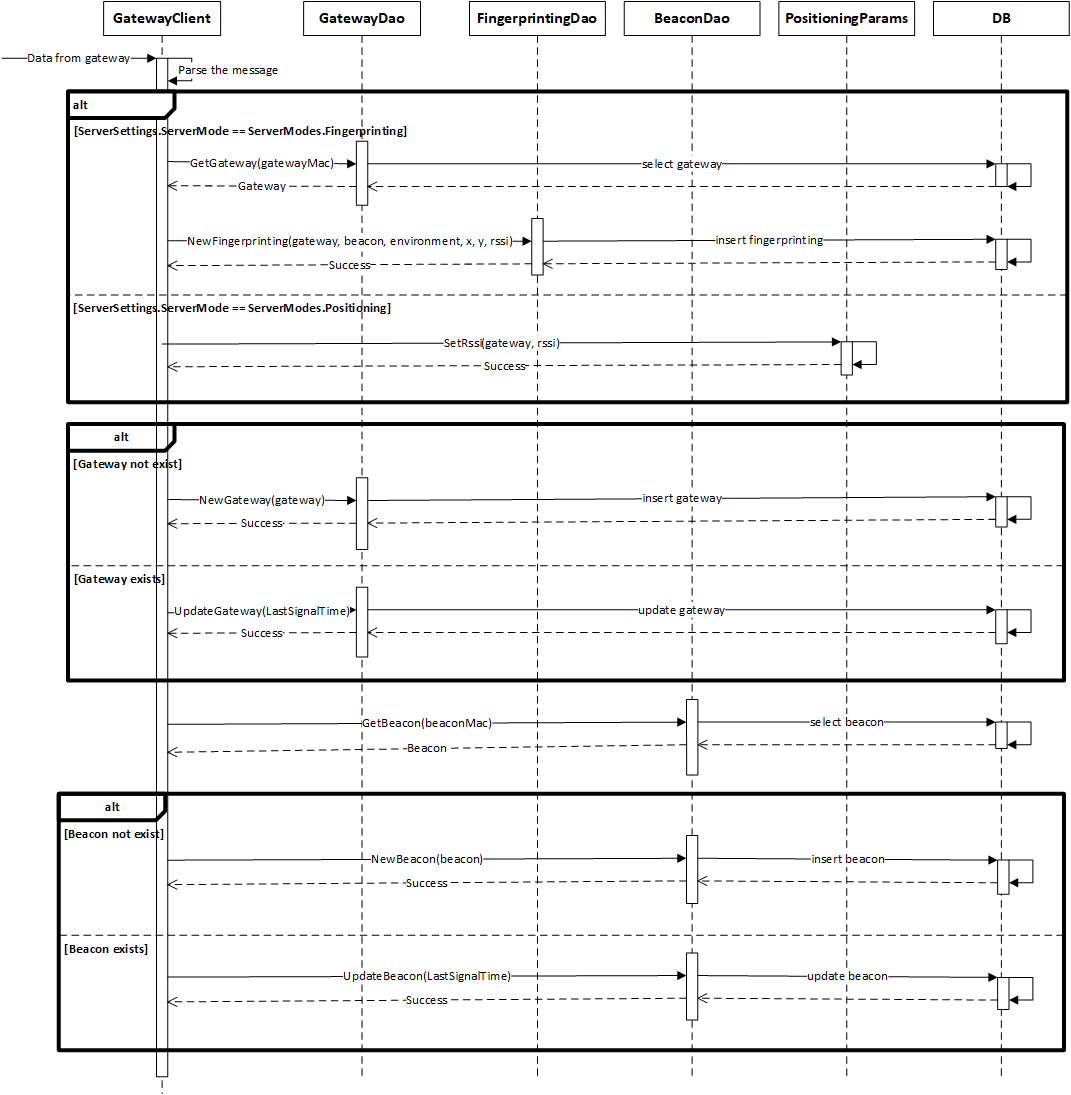 GatewayClient
GatewayDao
FingerprintingDao
BeaconDao
PositioningParams
DB
Data from gateway
Parse the message
alt
[ServerSettings.ServerMode == ServerModes.Fingerprinting]
GetGateway(gatewayMac)
select gateway
Gateway
NewFingerprinting(gateway, beacon, environment, x, y, rssi)
insert fingerprinting
Success
[ServerSettings.ServerMode == ServerModes.Positioning]
SetRssi(gateway, rssi)
Success
alt
[Gateway not exist]
NewGateway(gateway)
insert gateway
Success
[Gateway exists]
UpdateGateway(LastSignalTime)
update gateway
Success
GetBeacon(beaconMac)
select beacon
Beacon
alt
[Beacon not exist]
NewBeacon(beacon)
insert beacon
Success
[Beacon exists]
UpdateBeacon(LastSignalTime)
update beacon
Success